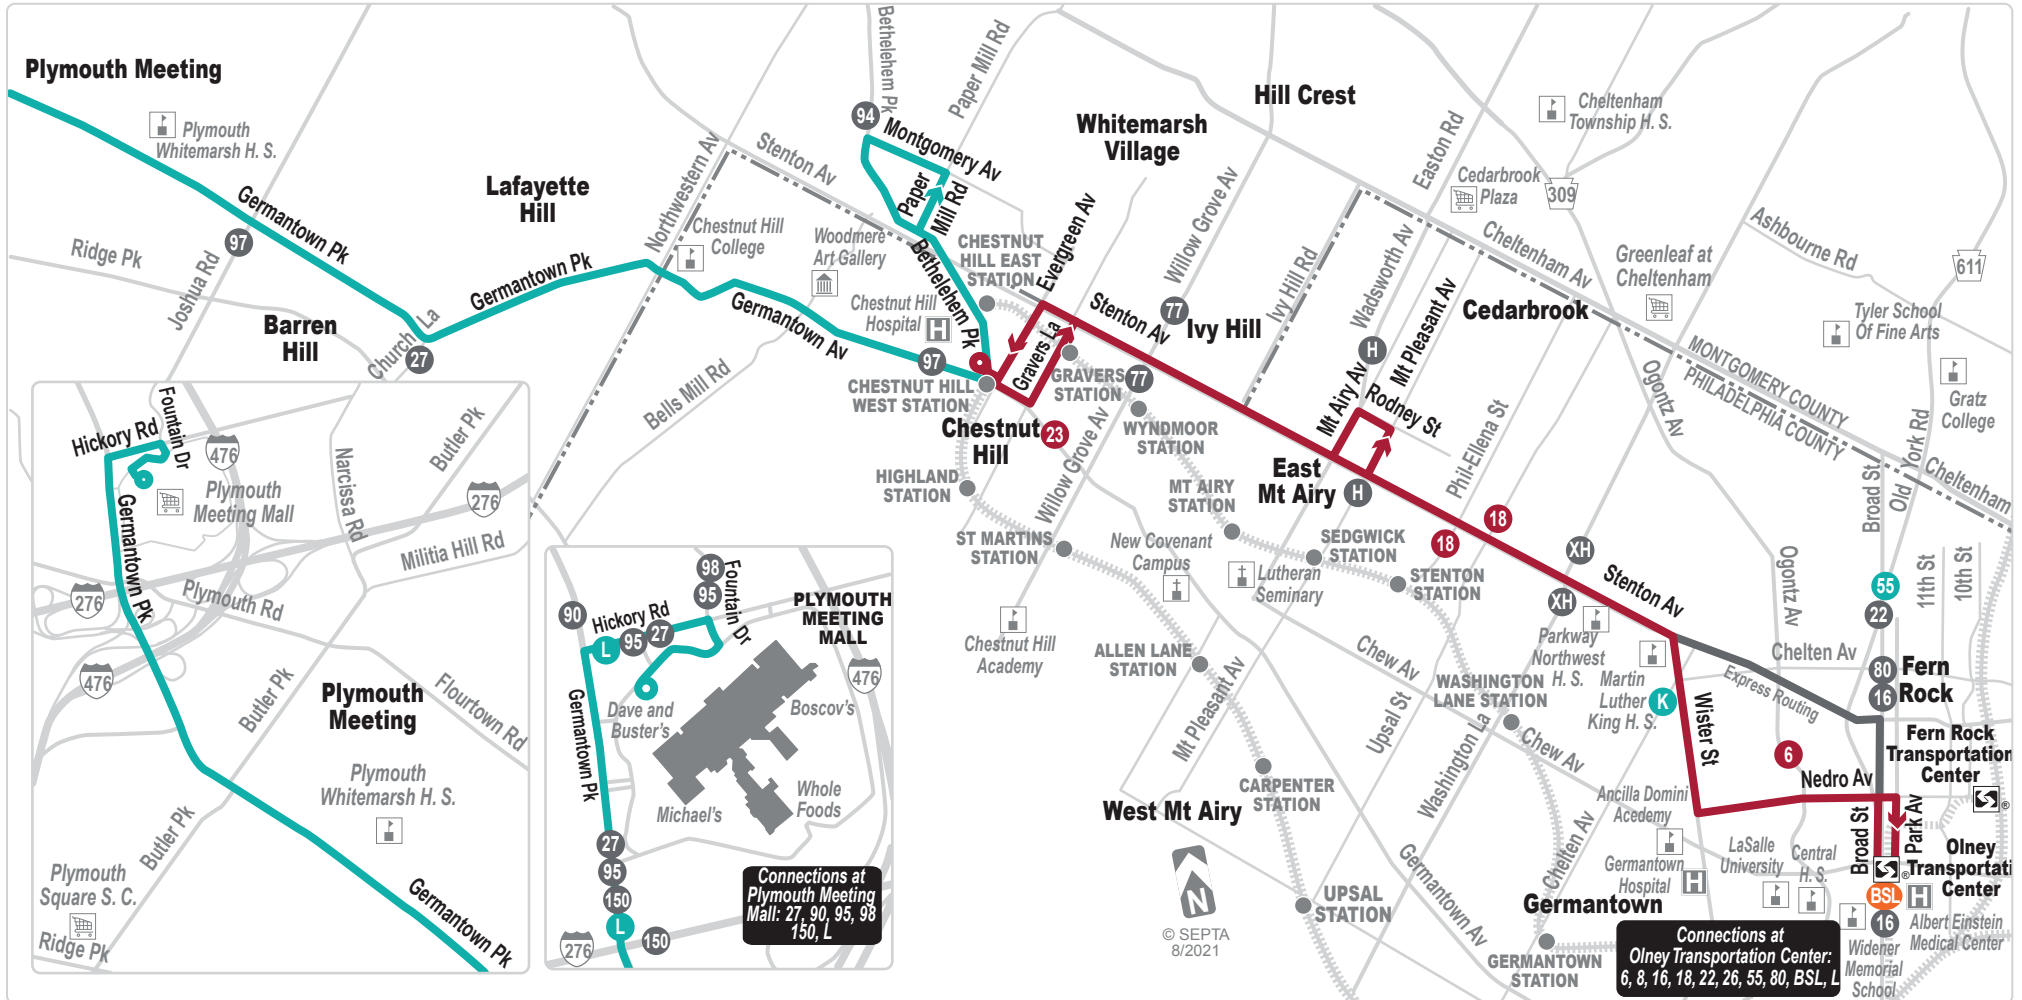 Plymouth Meeting
Plymouth
Whitemarsh H. S.
Germantown Pk
Ridge Pk
97
Joshua Rd
Barren
Hill
Lafayette
Hill
Church La
27
Germantown Pk
Northwestern Av
Stenton Av
Chestnut Hill
College
Woodmere
Art Gallery
Chestnut Hill
Hospital
H
Germantown Av
97
Bells Mill Rd
CHESTNUT HILL
WEST STATION
94
Bethelehem Pk
Montgomery Av
Paper Mill Rd
Paper
Mill Rd
Bethelehem Pk
CHESTNUT
HILL EAST
STATION
Whitemarsh
Village
Evergreen Av
Gravers La
Stenton Av
GRAVERS
STATION
77
Willow Grove Av
77
Ivy Hill
Ivy Hill Rd
Hill Crest
Chestnut
Hill
23
WYNDMOOR
STATION
Willow Grove Av
HIGHLAND
STATION
ST MARTINS
STATION
MT AIRY
STATION
New Covenant
Campus
Lutheran
Seminary
SEDGWICK
STATION
STENTON
STATION
Chestnut Hill
Academy
ALLEN LANE
STATION
Mt Pleasant Av
West Mt Airy
CARPENTER
STATION
UPSAL
STATION
N
© SEPTA
8/2021
East
Mt Airy
H
Mt Airy Av
H
Wadsworth Av
Mt Pleasant Av
Rodney St
Easton Rd
Cedarbrook
Plaza
Cheltenham
Township H. S.
309
Cheltenham Av
Cedarbrook
Greenleaf at
Cheltenham
Ashbourne Rd
611
Tyler School
Of Fine Arts
Gratz
College
MONTGOMERY COUNTY
PHILADELPHIA COUNTY
Ogontz Av
Phil-Ellena St
18
18
XH
XH
Stenton Av
Parkway
Northwest
H. S.
Martin
Luther
King H. S.
K
WASHINGTON
LANE STATION
Chew Av
Chew Av
Upsal St
Washington La
Germantown Av
Chelten Av
Ogontz Av
Chelten Av
Express Routing
Wister St
6
Nedro Av
Ancilla Domini
Acedemy
Germantown
Hospital
H
LaSalle
University
Central
H. S.
Germantown
GERMANTOWN
STATION
Broad St
Old York Rd
Cheltenham
55
22
11th St
10th St
80
16
Fern
Rock
Fern Rock
Transportation
Center
®
Broad St
Park Av
Olney
Transportati
Center
®
BSL
H
16
Albert Einstein
Medical Center
Widener
Memorial
School
Connections at
Olney Transportation Center:
6, 8, 16, 18, 22, 26, 55, 80, BSL, L
Hickory Rd
Fountain Dr
476
Plymouth
Meeting Mall
Germantown Pk
Narcissa Rd
Butler Pk
276
Militia Hill Rd
276
Plymouth Rd
476
Butler Pk
Plymouth
Meeting
Flourtown Rd
Plymouth
Whitemarsh H. S.
Butler Pk
Plymouth
Square S. C.
Ridge Pk
Germantown Pk
90
98
95
Fountain Dr
Hickory Rd
L
95
27
PLYMOUTH
MEETING
MALL
476
Germantown Pk
Dave and
Buster's
Boscov's
Michael's
Whole
Foods
27
95
150
L
150
276
Connections at
Plymouth Meeting
Mall: 27, 90, 95, 98
150, L